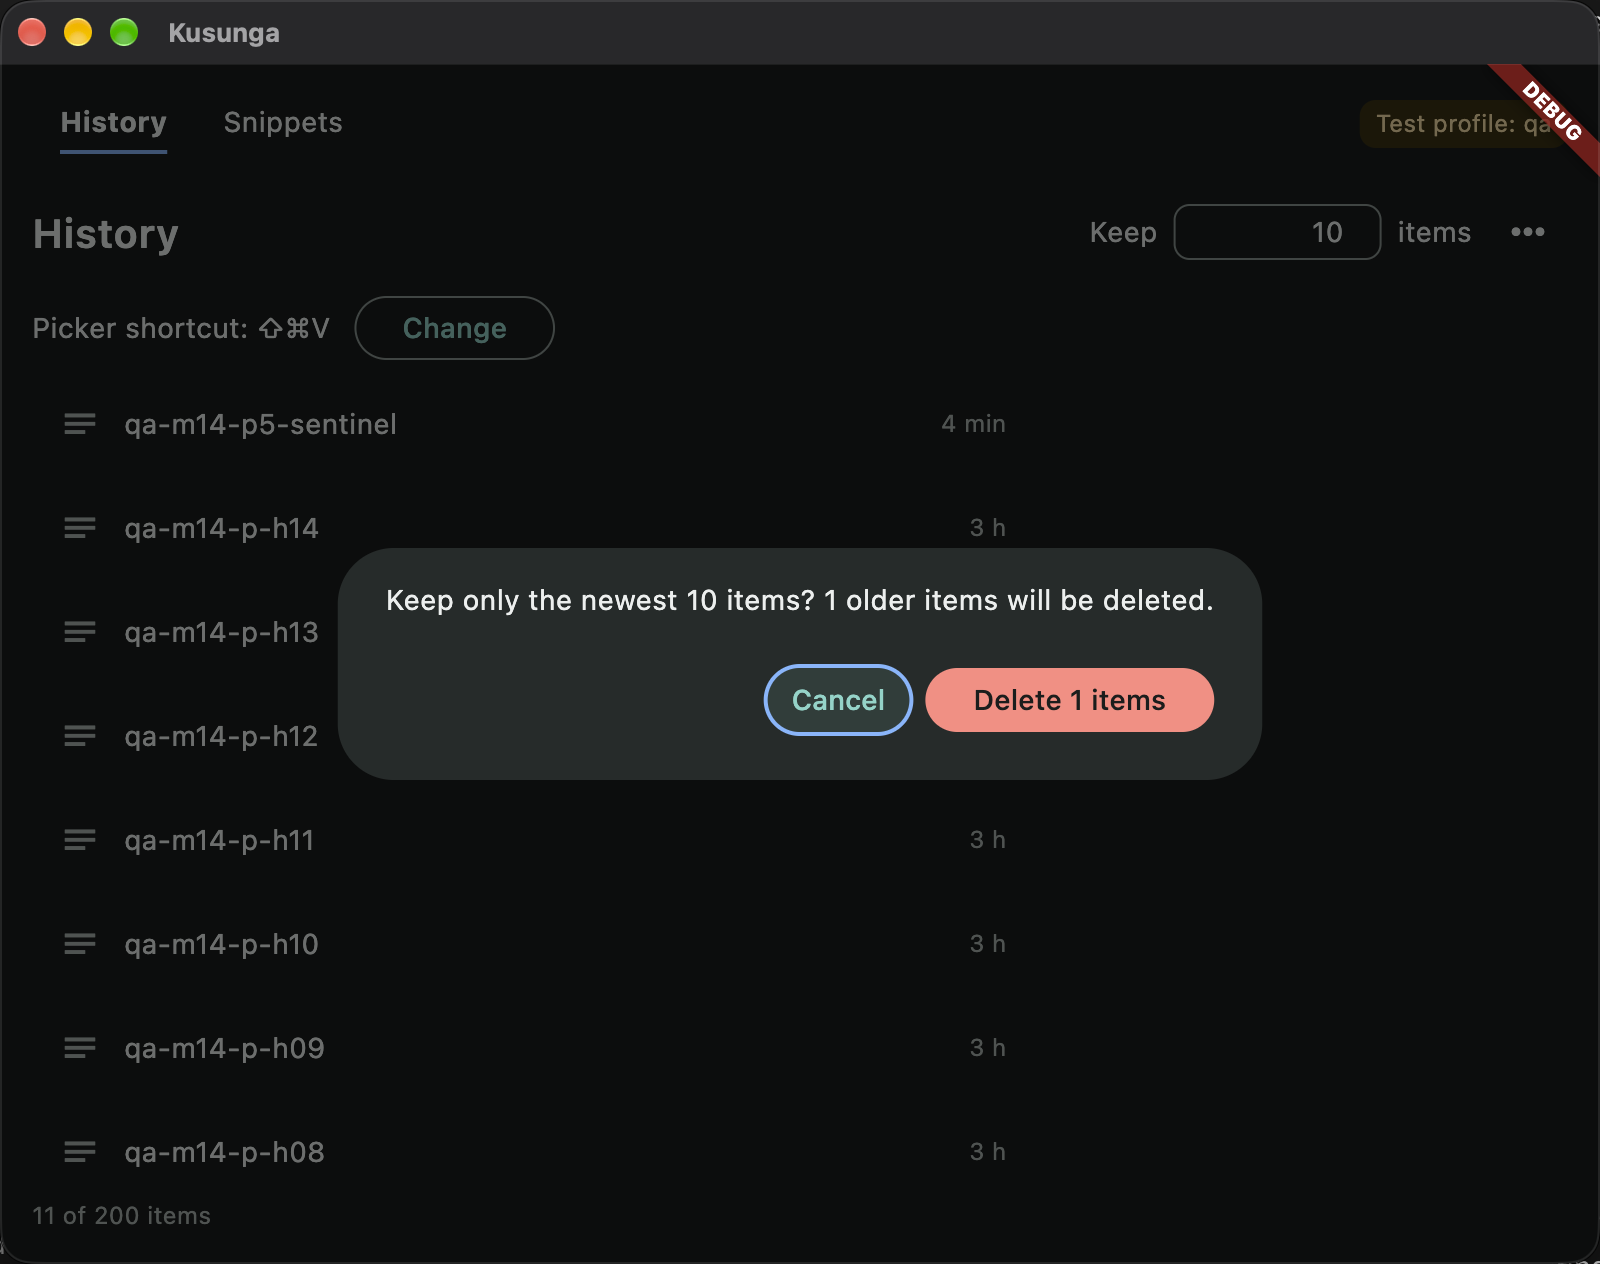 Kusunga
History Snippets
Test profile: qa
DEBUG
History
Keep 10 items •••
Picker shortcut: ⇧⌘V Change
qa-m14-p5-sentinel 4 min
qa-m14-p-h14 3 h
Keep only the newest 10 items? 1 older items will be deleted.
qa-m14-p-h13
Cancel Delete 1 items
qa-m14-p-h12
qa-m14-p-h11 3 h
qa-m14-p-h10 3 h
qa-m14-p-h09 3 h
qa-m14-p-h08 3 h
11 of 200 items